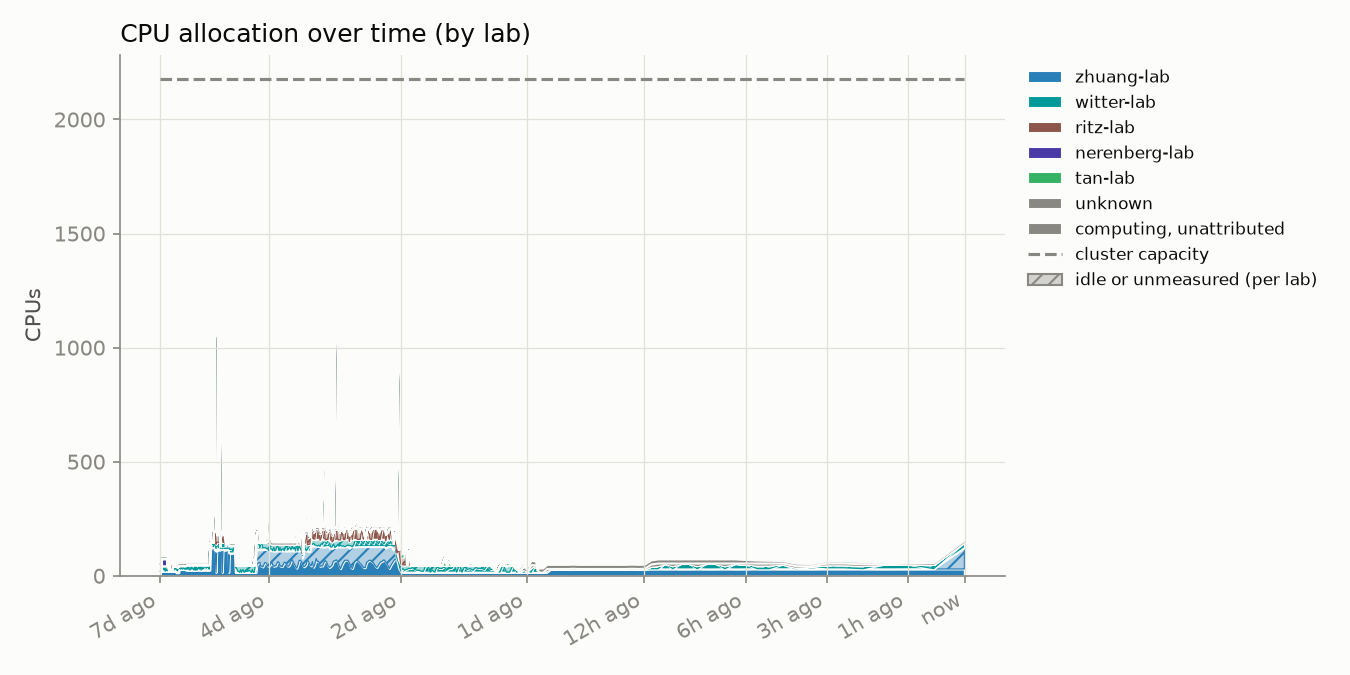 CPU allocation over time (by lab)
CPUs
2000
1500
1000
500
0
7d ago
4d ago
2d ago
1d ago
12h ago
6h ago
3h ago
1h ago
now
zhuang-lab
witter-lab
ritz-lab
nerenberg-lab
tan-lab
unknown
computing, unattributed
cluster capacity
idle or unmeasured (per lab)